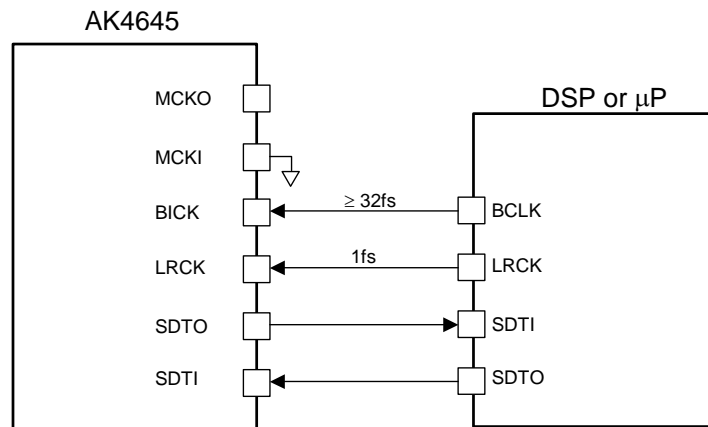 AK4645
DSP or μP
MCKO
MCKI
BICK
≥ 32fs
BCLK
LRCK
1fs
LRCK
SDTO
SDTI
SDTI
SDTO